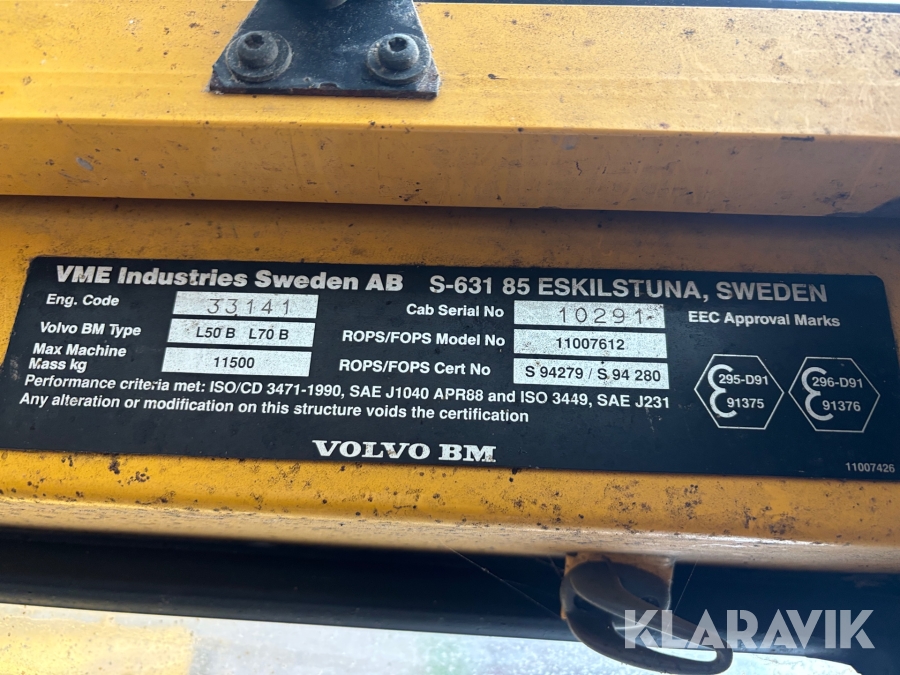 VME Industries Sweden AB S-631 85 ESKILSTUNA, SWEDEN
Eng. Code 33141 Cab Serial No 10291 EEC Approval Marks
Volvo BM Type L50 B L70 B ROPS/FOPS Model No 11007612
Max Machine
Mass kg 11500 ROPS/FOPS Cert No S 94279 / S 94 280
295-D91
91375
296-D91
91376
Performance criteria met: ISO/CD 3471-1990, SAE J1040 APR88 and ISO 3449, SAE J231
Any alteration or modification on this structure voids the certification
VOLVO BM
11007426
KLARAVIK